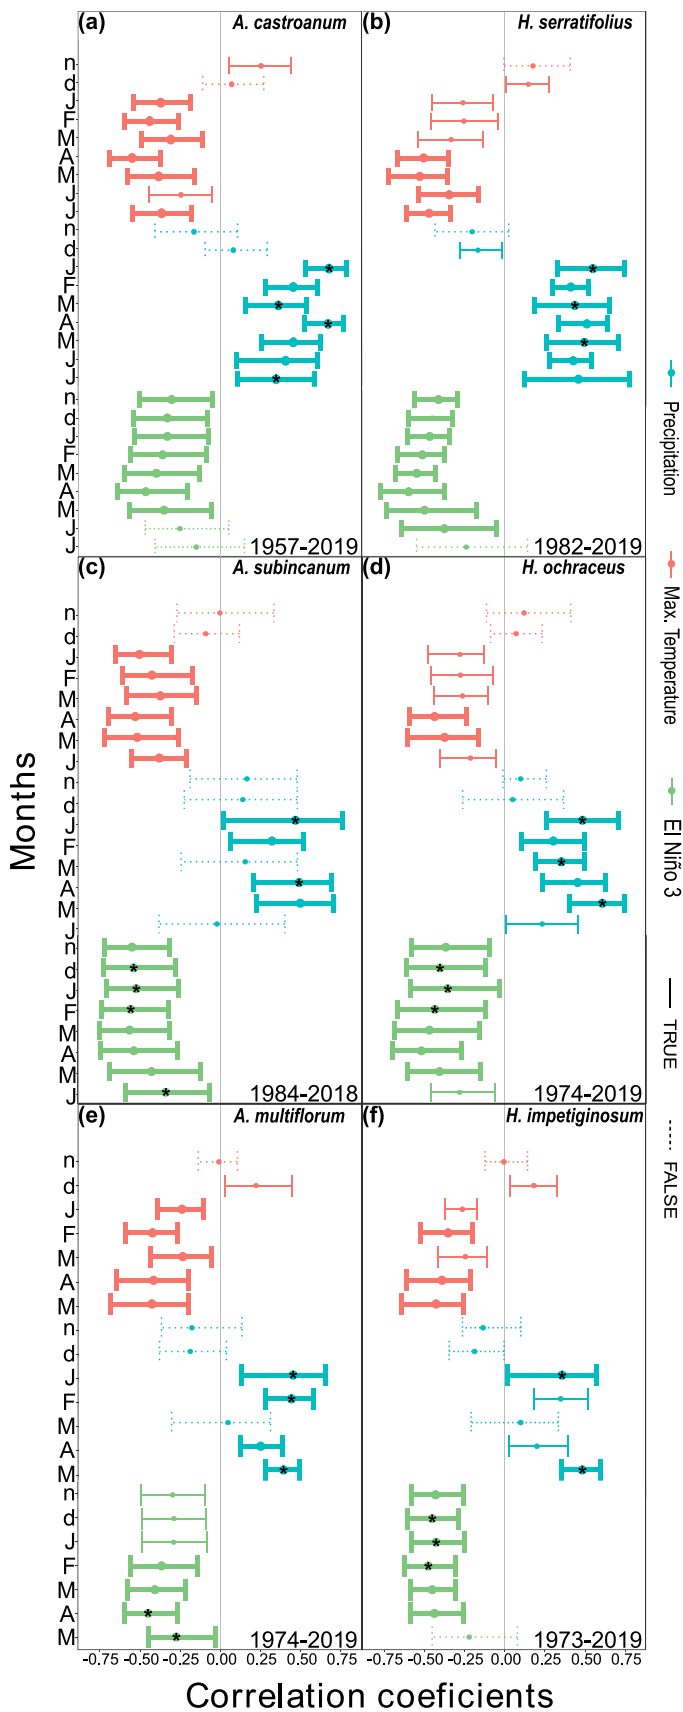 (a) A. castroanum
(b) H. serratifolius
n
d
J
F
M
A
M
J
J
n
d
J
F
M
A
M
J
J
n
d
J
F
M
A
M
J
J
1957-2019
1982-2019
(c) A. subincanum
(d) H. ochraceus
n
d
J
F
M
A
M
J
n
d
J
F
M
A
M
J
n
d
J
F
M
A
M
J
1984-2018
1974-2019
(e) A. multiflorum
(f) H. impetiginosum
n
d
J
F
M
A
M
n
d
J
F
M
A
M
n
d
J
F
M
A
M
1974-2019
1973-2019
-0.75 -0.50 -0.25 0.00 0.25 0.50 0.75
-0.75 -0.50 -0.25 0.00 0.25 0.50 0.75
Correlation coeficients
Months
Precipitation
Max. Temperature
El Niño 3
TRUE
FALSE